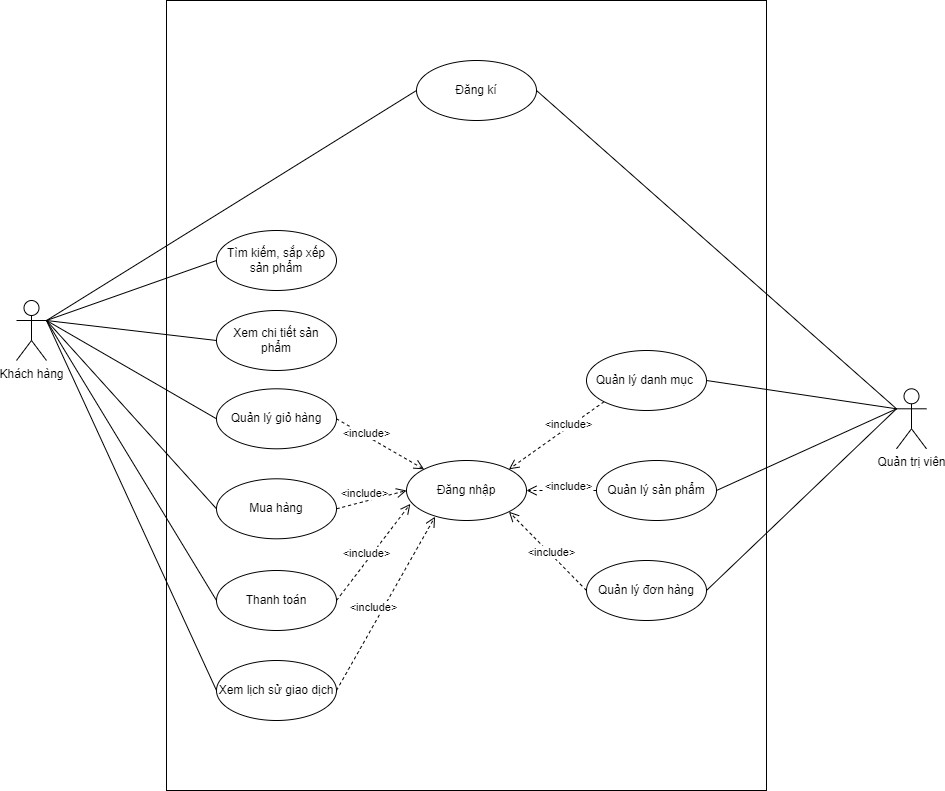 Đăng kí
Tìm kiếm, sắp xếp
sản phẩm
Xem chi tiết sản
phẩm
Khách hàng
Quản lý danh mục
Quản lý giỏ hàng
<include>
<include>
Quản trị viên
Đăng nhập
<include>
<include>
Quản lý sản phẩm
Mua hàng
<include>
<include>
Thanh toán
Quản lý đơn hàng
<include>
Xem lịch sử giao dịch